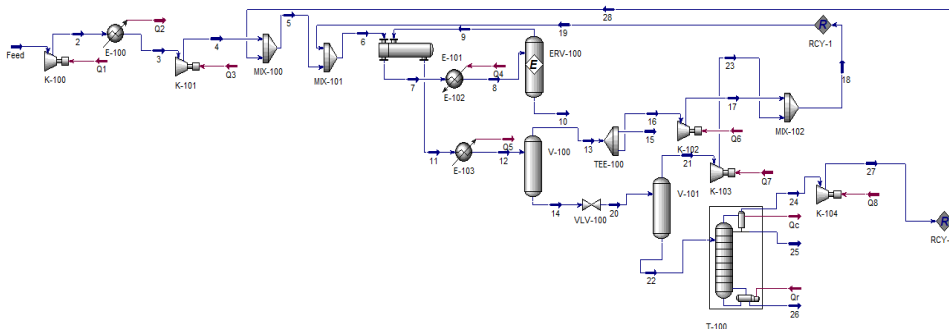 28
2
Q2
4
5
19
Feed
E-100
6
9
RCY-1
K-100
3
E-101
ERV-100
23
Q1
K-101
Q3
MIX-100
MIX-101
7
Q4
8
E-102
18
10
17
16
11
Q5
13
15
MIX-102
12
K-102
Q6
E-103
V-100
TEE-100
21
27
K-103
24
14
20
V-101
Q7
K-104
VLV-100
Q8
Qc
25
RCY-
22
Qr
26
T-100